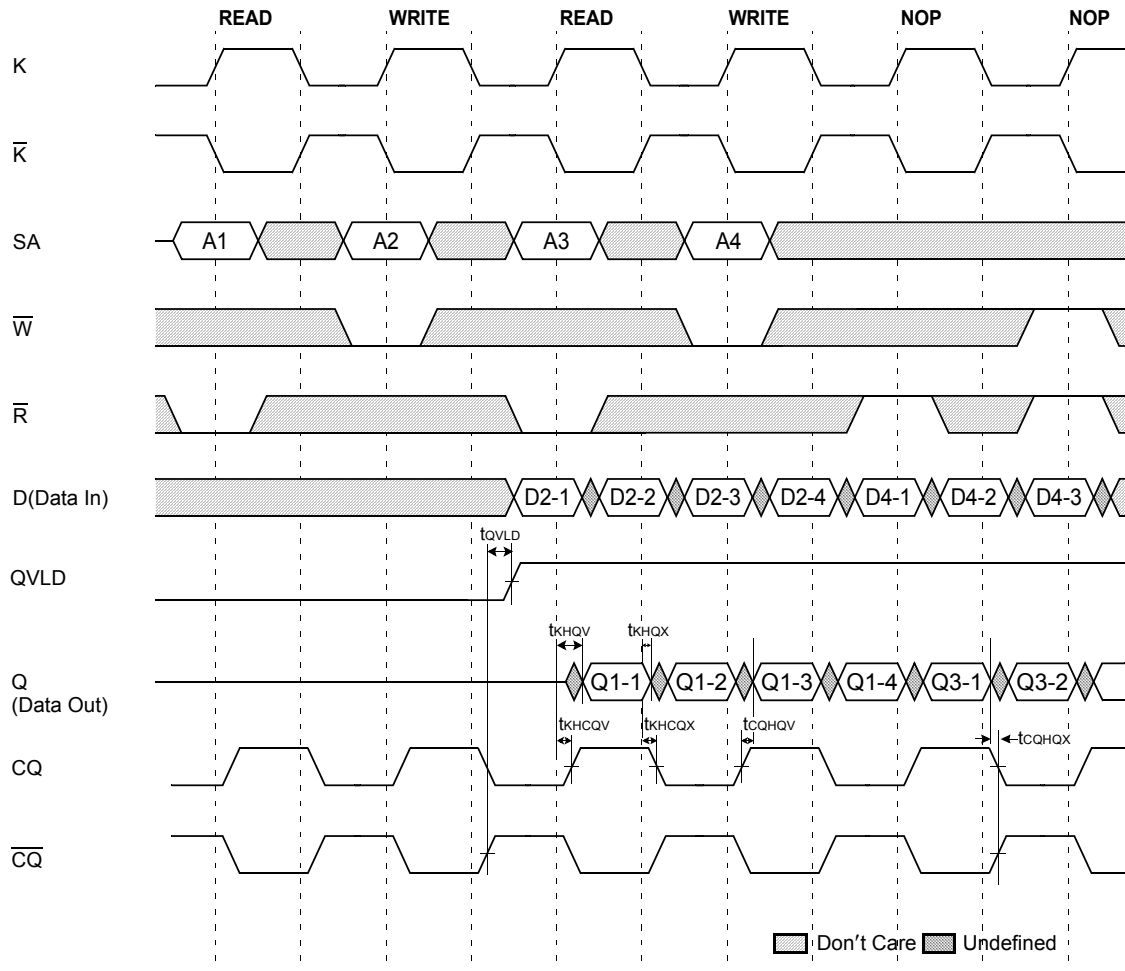 READ WRITE READ WRITE NOP NOP
K
K̅
SA A1 A2 A3 A4
W̅
R̅
D(Data In) D2-1 D2-2 D2-3 D2-4 D4-1 D4-2 D4-3
tQVLD
QVLD
tKHQV tKHQX
Q Q1-1 Q1-2 Q1-3 Q1-4 Q3-1 Q3-2
(Data Out)
tKHCQV tKHCQX tCQHQV tCQHQX
CQ
C̅Q̅
Don't Care Undefined